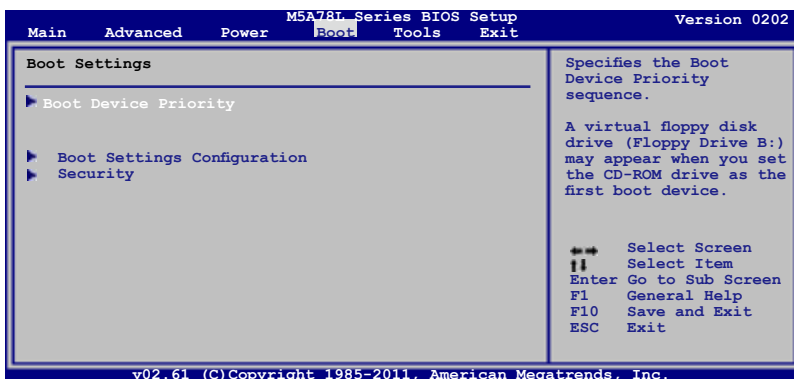 M5A78L Series BIOS Setup
Version 0202
Main Advanced Power Boot Tools Exit
Boot Settings
Boot Device Priority
Boot Settings Configuration
Security
Specifies the Boot
Device Priority
sequence.
A virtual floppy disk
drive (Floppy Drive B:)
may appear when you set
the CD-ROM drive as the
first boot device.
←→ Select Screen
↑↓ Select Item
Enter Go to Sub Screen
F1 General Help
F10 Save and Exit
ESC Exit
v02.61 (C)Copyright 1985-2011, American Megatrends, Inc.